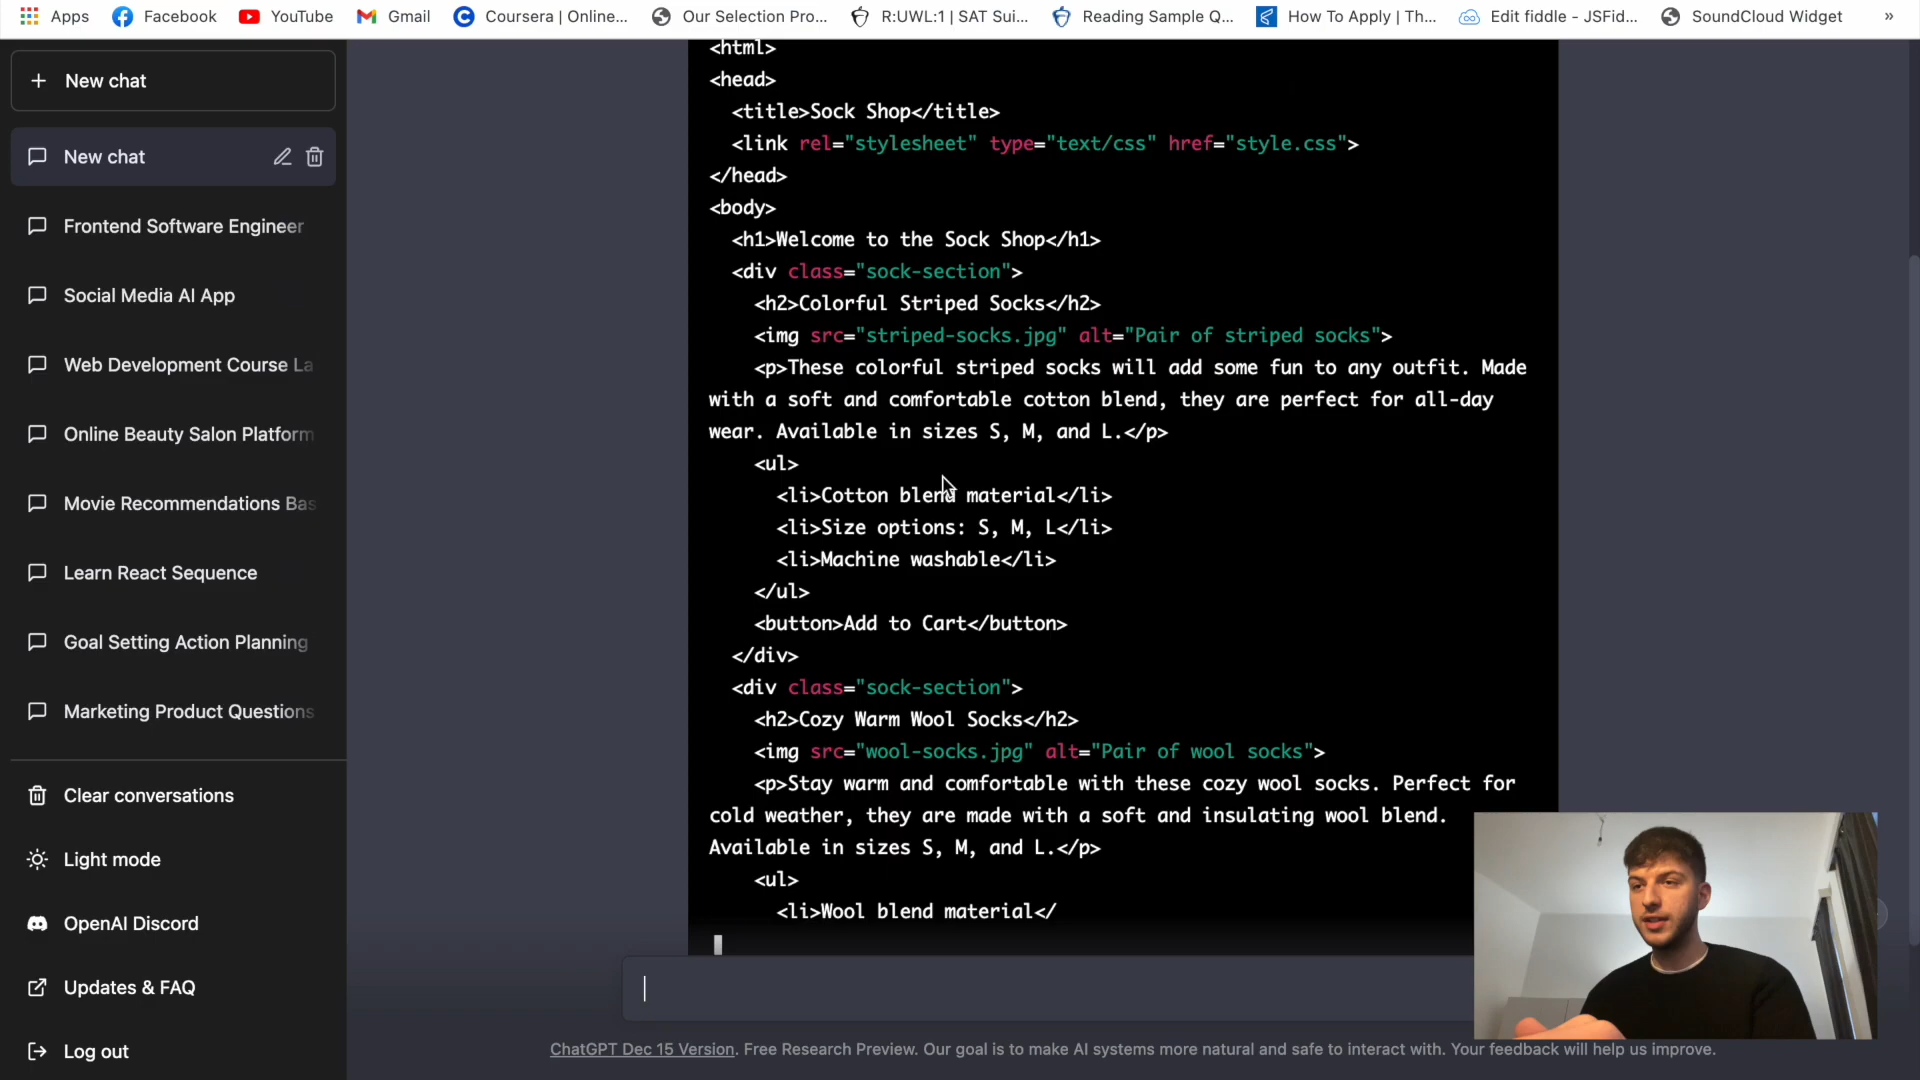 Apps Facebook YouTube Gmail Coursera | Online... Our Selection Pro... R:UWL:1 | SAT Sui... Reading Sample Q... How To Apply | Th... Edit fiddle - JSFid... SoundCloud Widget »
+ New chat
New chat
Frontend Software Engineer
Social Media AI App
Web Development Course La
Online Beauty Salon Platform
Movie Recommendations Bas
Learn React Sequence
Goal Setting Action Planning
Marketing Product Questions
Clear conversations
Light mode
OpenAI Discord
Updates & FAQ
Log out
<html>
<head>
  <title>Sock Shop</title>
  <link rel="stylesheet" type="text/css" href="style.css">
</head>
<body>
  <h1>Welcome to the Sock Shop</h1>
  <div class="sock-section">
    <h2>Colorful Striped Socks</h2>
    <img src="striped-socks.jpg" alt="Pair of striped socks">
    <p>These colorful striped socks will add some fun to any outfit. Made
with a soft and comfortable cotton blend, they are perfect for all-day
wear. Available in sizes S, M, and L.</p>
    <ul>
      <li>Cotton blend material</li>
      <li>Size options: S, M, L</li>
      <li>Machine washable</li>
    </ul>
    <button>Add to Cart</button>
  </div>
  <div class="sock-section">
    <h2>Cozy Warm Wool Socks</h2>
    <img src="wool-socks.jpg" alt="Pair of wool socks">
    <p>Stay warm and comfortable with these cozy wool socks. Perfect for
cold weather, they are made with a soft and insulating wool blend.
Available in sizes S, M, and L.</p>
    <ul>
      <li>Wool blend material</
ChatGPT Dec 15 Version. Free Research Preview. Our goal is to make AI systems more natural and safe to interact with. Your feedback will help us improve.